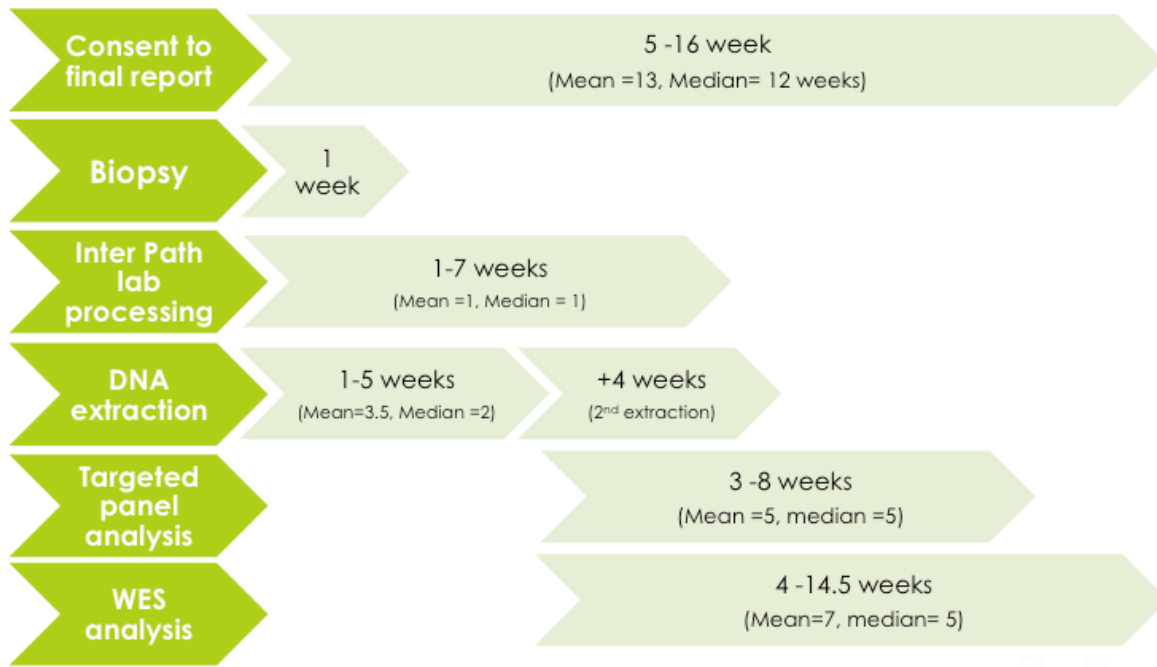 Consent to
final report
5 -16 week
(Mean =13, Median= 12 weeks)
Biopsy
1
week
Inter Path
lab
processing
1-7 weeks
(Mean =1, Median = 1)
DNA
extraction
1-5 weeks
(Mean=3.5, Median =2)
+4 weeks
(2nd extraction)
Targeted
panel
analysis
3 -8 weeks
(Mean =5, median =5)
WES
analysis
4 -14.5 weeks
(Mean=7, median= 5)